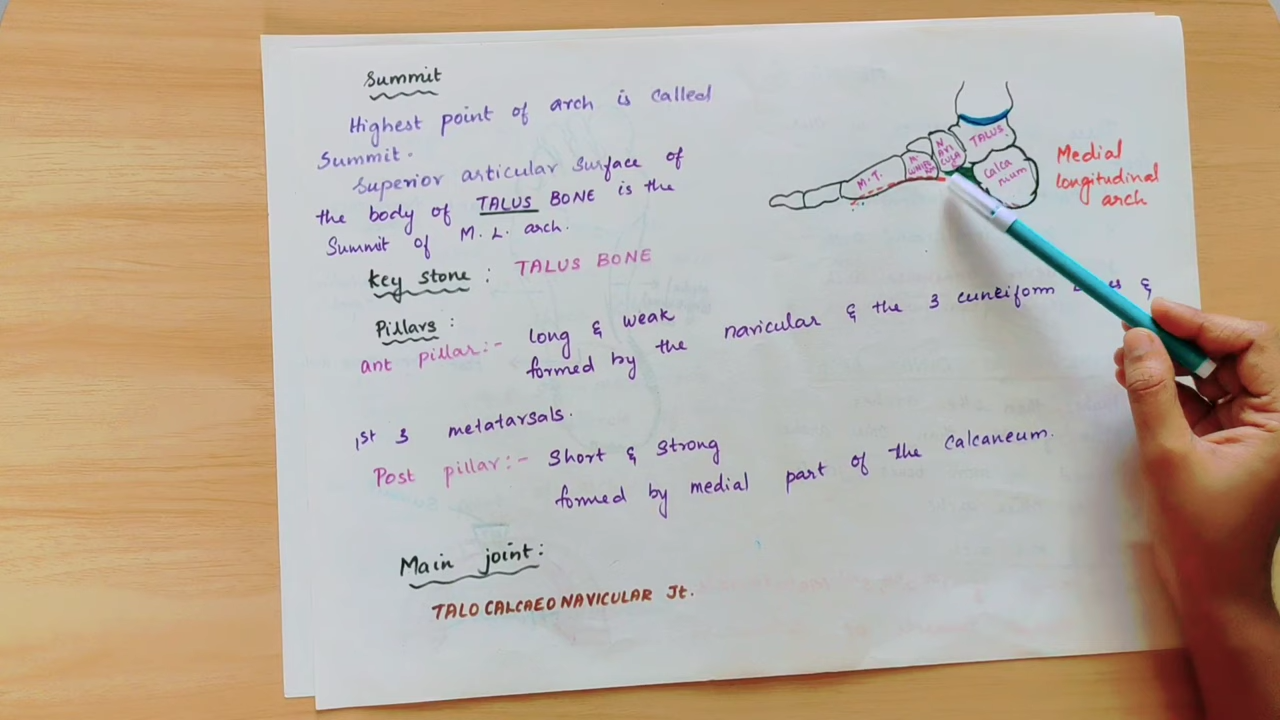 Summit
Highest point of arch is called
Summit.
Superior articular surface of
the body of TALUS BONE is the
Summit of M. L. arch.
Key stone : TALUS BONE
Pillars :
ant pillar:- long & weak
formed by the navicular & the 3 cuneiform &
1st 3 metatarsals.
Post pillar:- Short & Strong
formed by medial part of the calcaneum.
Main joint:
TALO CALCAEO NAVICULAR Jt.
TALUS
NAVI
CULA
M.T.
Calca
neum
Medial
longitudinal
arch